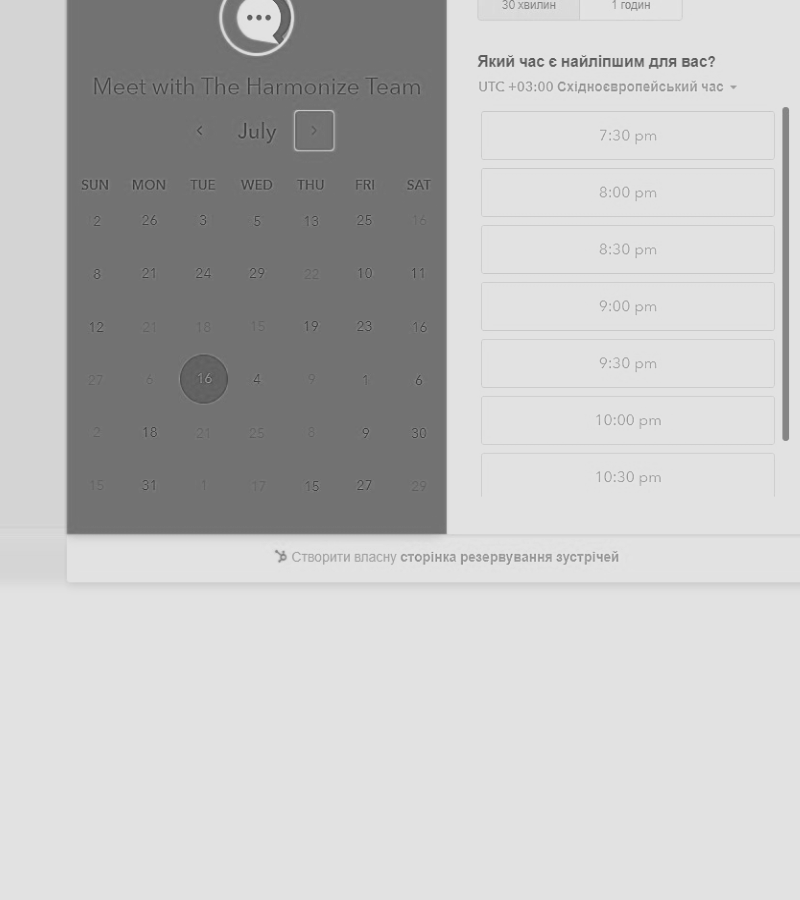 30 хвилин 1 годин
Meet with The Harmonize Team
July
SUN MON TUE WED THU FRI SAT
2 26 3 5 13 25 16
8 21 24 29 22 10 11
12 21 18 15 19 23 16
27 6 16 4 9 1 6
2 18 21 25 8 9 30
15 31 1 17 15 27 29
Який час є найліпшим для вас?
UTC +03:00 Східноєвропейський час
7:30 pm
8:00 pm
8:30 pm
9:00 pm
9:30 pm
10:00 pm
10:30 pm
Створити власну сторінка резервування зустрічей